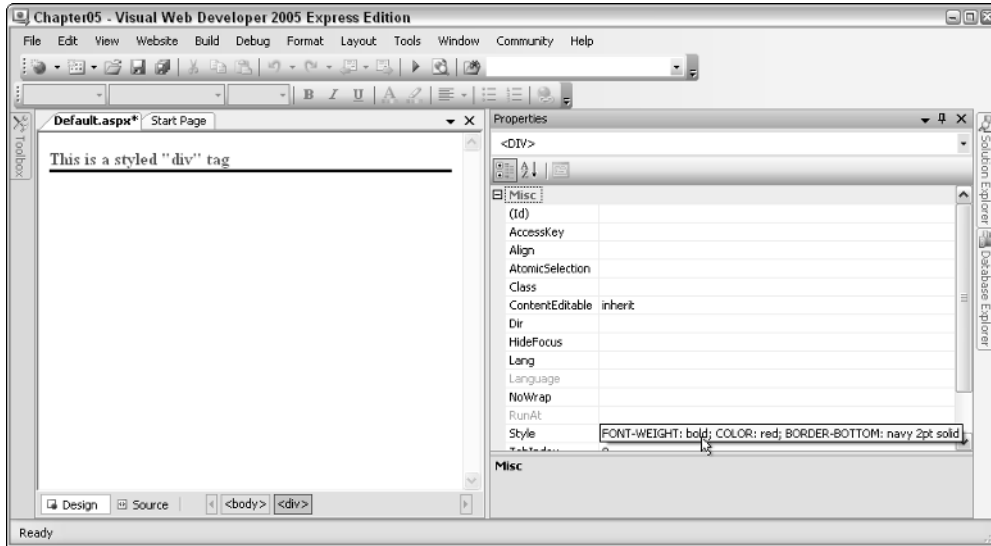 Chapter05 - Visual Web Developer 2005 Express Edition
File Edit View Website Build Debug Format Layout Tools Window Community Help
B I U A
Toolbox
Default.aspx* Start Page
This is a styled "div" tag
Design Source <body> <div>
Properties
<DIV>
Misc
(Id)
AccessKey
Align
AtomicSelection
Class
ContentEditable inherit
Dir
HideFocus
Lang
Language
NoWrap
RunAt
Style FONT-WEIGHT: bold; COLOR: red; BORDER-BOTTOM: navy 2pt solid
Misc
Solution Explorer
Database Explorer
Ready